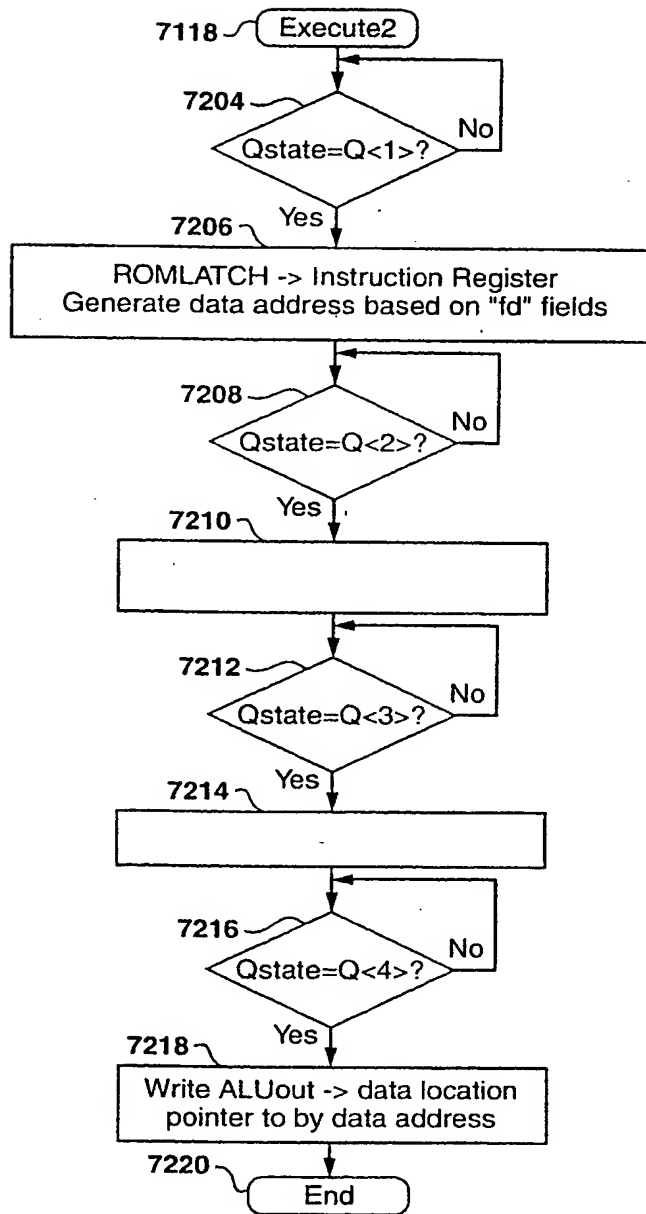 7118
Execute2
7204
No
Qstate=Q<1>?
Yes
7206
ROMLATCH -> Instruction Register
Generate data address based on "fd" fields
7208
No
Qstate=Q<2>?
Yes
7210
7212
No
Qstate=Q<3>?
Yes
7214
7216
No
Qstate=Q<4>?
Yes
7218
Write ALUout -> data location
pointer to by data address
7220
End